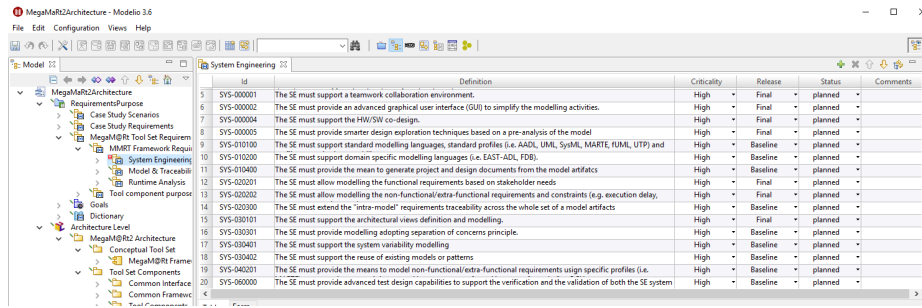 MegaMaRt2Architecture - Modelio 3.6
File Edit Configuration Views Help
Model
System Engineering
MegaMaRt2Architecture
RequirementsPurpose
Case Study Scenarios
Case Study Requirements
MegaM@Rt Tool Set Requirem
MMRT Framework Requi
System Engineering
Model & Traceabili
Runtime Analysis
Tool component purpose
Goals
Dictionary
Architecture Level
MegaM@Rt2 Architecture
Conceptual Tool Set
MegaM@Rt Frame
Tool Set Components
Common Interface
Common Framewo
Tool Components
Id Definition Criticality Release Status Comments
5 SYS-000001 The SE must support a teamwork collaboration environment. High Final planned
6 SYS-000002 The SE must provide an advanced graphical user interface (GUI) to simplify the modelling activities. High Final planned
7 SYS-000004 The SE must support the HW/SW co-design. High Final planned
8 SYS-000005 The SE must provide smarter design exploration techniques based on a pre-analysis of the model High Final planned
9 SYS-010100 The SE must support standard modelling languages, standard profiles (i.e. AADL, UML, SysML, MARTE, fUML, UTP) and High Baseline planned
10 SYS-010200 The SE must support domain specific modelling languages (i.e. EAST-ADL, FDB). High Baseline planned
11 SYS-010400 The SE must provide the mean to generate project and design documents from the model artifatcs High Baseline planned
12 SYS-020201 The SE must allow modelling the functional requirements based on stakeholder needs High Final planned
13 SYS-020202 The SE must allow modelling the non-functional/extra-functional requirements and constraints (e.g. execution delay, High Final planned
14 SYS-020300 The SE must extend the "intra-model" requirements traceability across the whole set of a model artifacts High Baseline planned
15 SYS-030101 The SE must support the architectural views definition and modelling. High Final planned
16 SYS-030301 The SE must provide modelling adopting separation of concerns principle. High Baseline planned
17 SYS-030401 The SE must support the system variability modelling High Baseline planned
18 SYS-030402 The SE must support the reuse of existing models or patterns High Baseline planned
19 SYS-040201 The SE must provide the means to model non-functional/extra-functional requirements usign specific profiles (i.e. High Baseline planned
20 SYS-060000 The SE must provide advanced test design capabilities to support the verification and the validation of both the SE system High Baseline planned